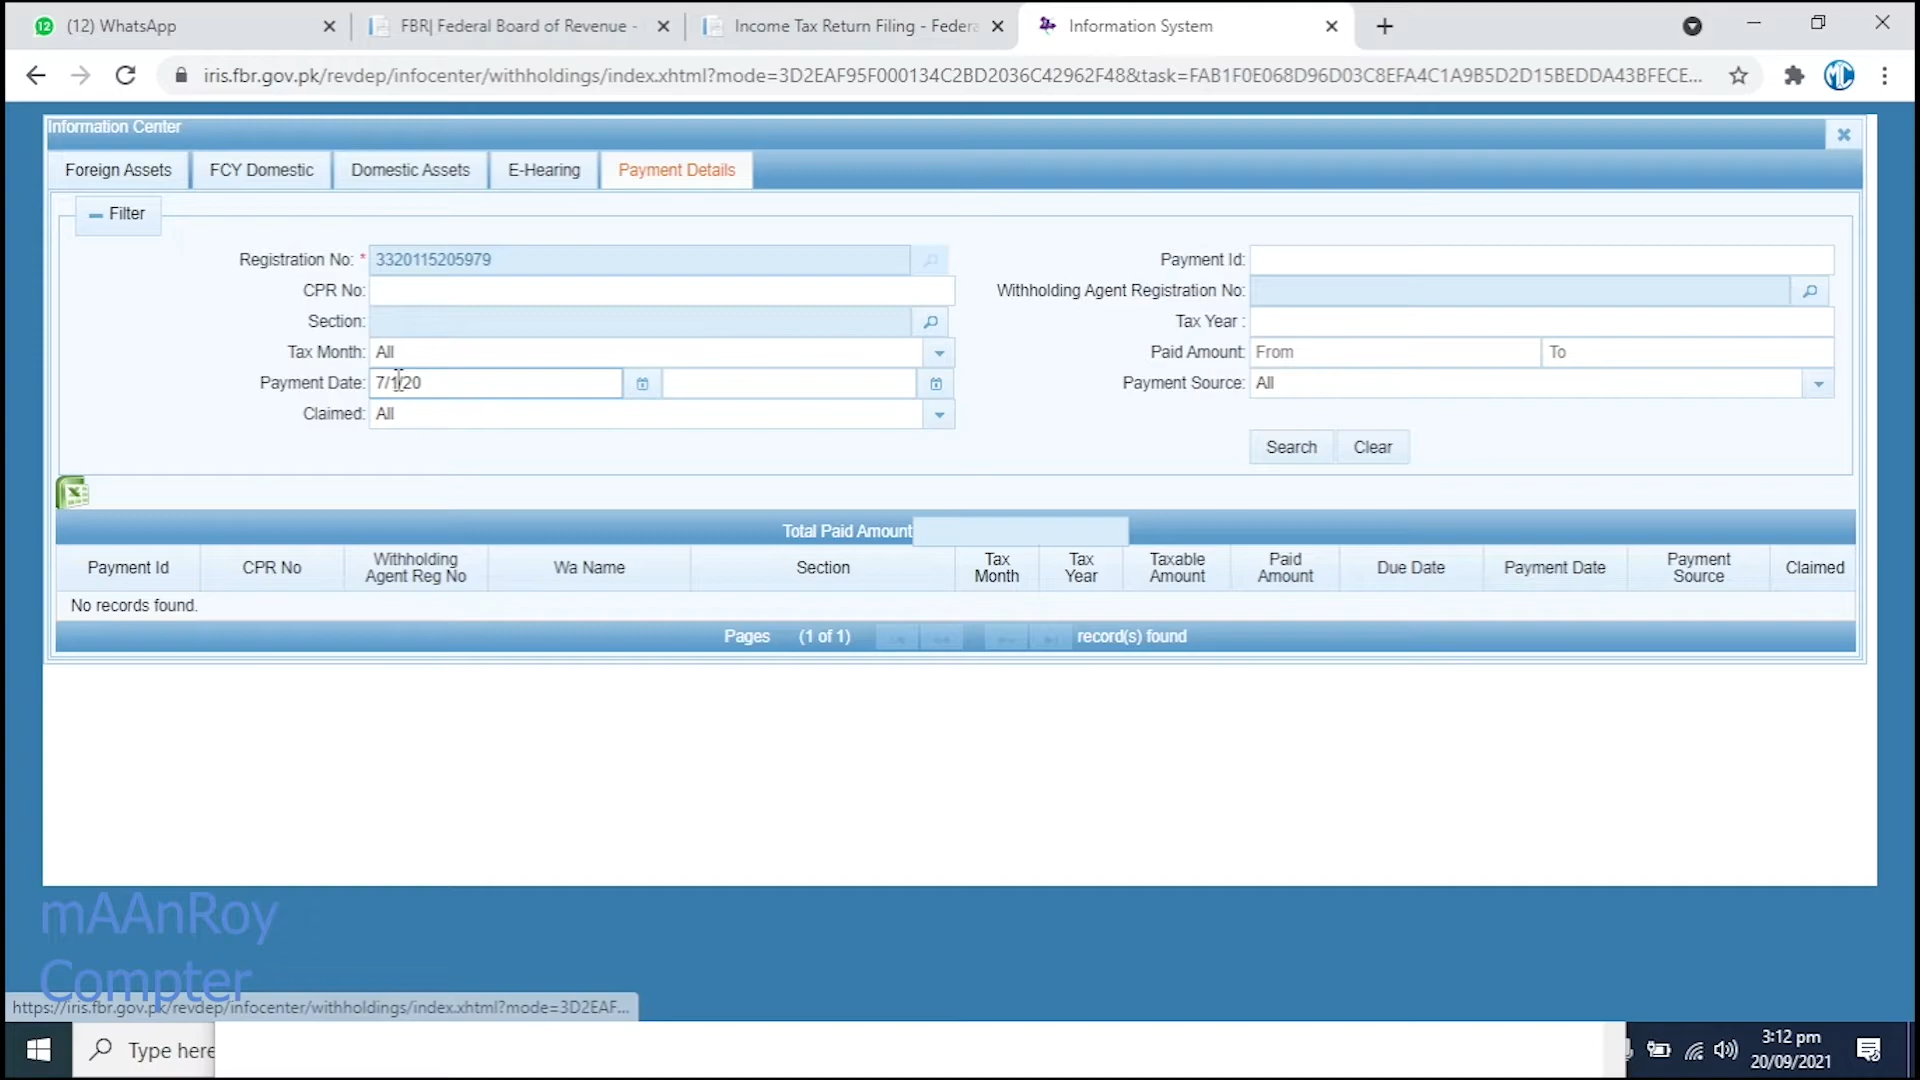 (12) WhatsApp
FBR| Federal Board of Revenue -
Income Tax Return Filing - Federa
Information System
iris.fbr.gov.pk/revdep/infocenter/withholdings/index.xhtml?mode=3D2EAF95F000134C2BD2036C42962F48&task=FAB1F0E068D96D03C8EFA4C1A9B5D2D15BEDDA43BFECE...
Information Center
Foreign Assets FCY Domestic Domestic Assets E-Hearing Payment Details
Filter
Registration No: * 3320115205979 Payment Id:
CPR No: Withholding Agent Registration No:
Section: Tax Year :
Tax Month: All Paid Amount: From To
Payment Date: 7/1/20 Payment Source: All
Claimed: All
Search Clear
Total Paid Amount
Payment Id CPR No Withholding Agent Reg No Wa Name Section Tax Month Tax Year Taxable Amount Paid Amount Due Date Payment Date Payment Source Claimed
No records found.
Pages (1 of 1) record(s) found
mAAnRoy
Compter
https://iris.fbr.gov.pk/revdep/infocenter/withholdings/index.xhtml?mode=3D2EAF...
Type here
3:12 pm
20/09/2021